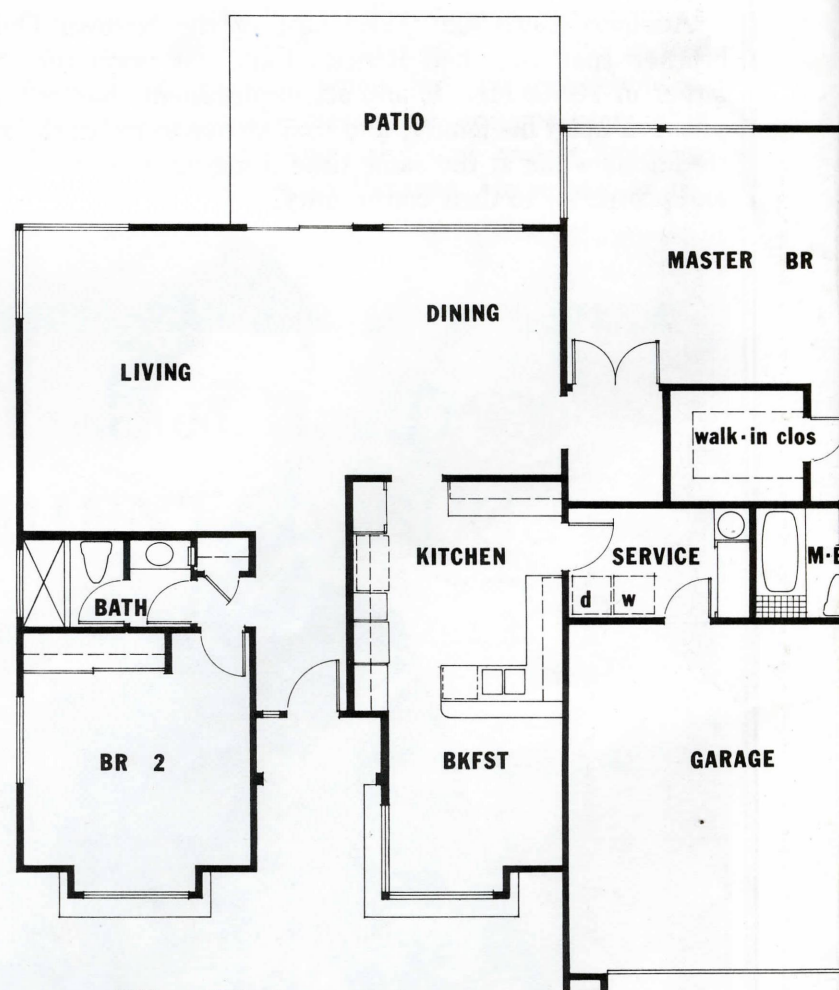 PATIO
MASTER BR
DINING
LIVING
walk-in clos
KITCHEN
SERVICE
M-B
BATH
d w
BR 2
BKFST
GARAGE